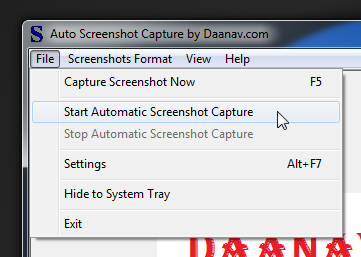 S Auto Screenshot Capture by Daanav.com
File Screenshots Format View Help
Capture Screenshot Now F5
Start Automatic Screenshot Capture
Stop Automatic Screenshot Capture
Settings Alt+F7
Hide to System Tray
Exit
DAANAV